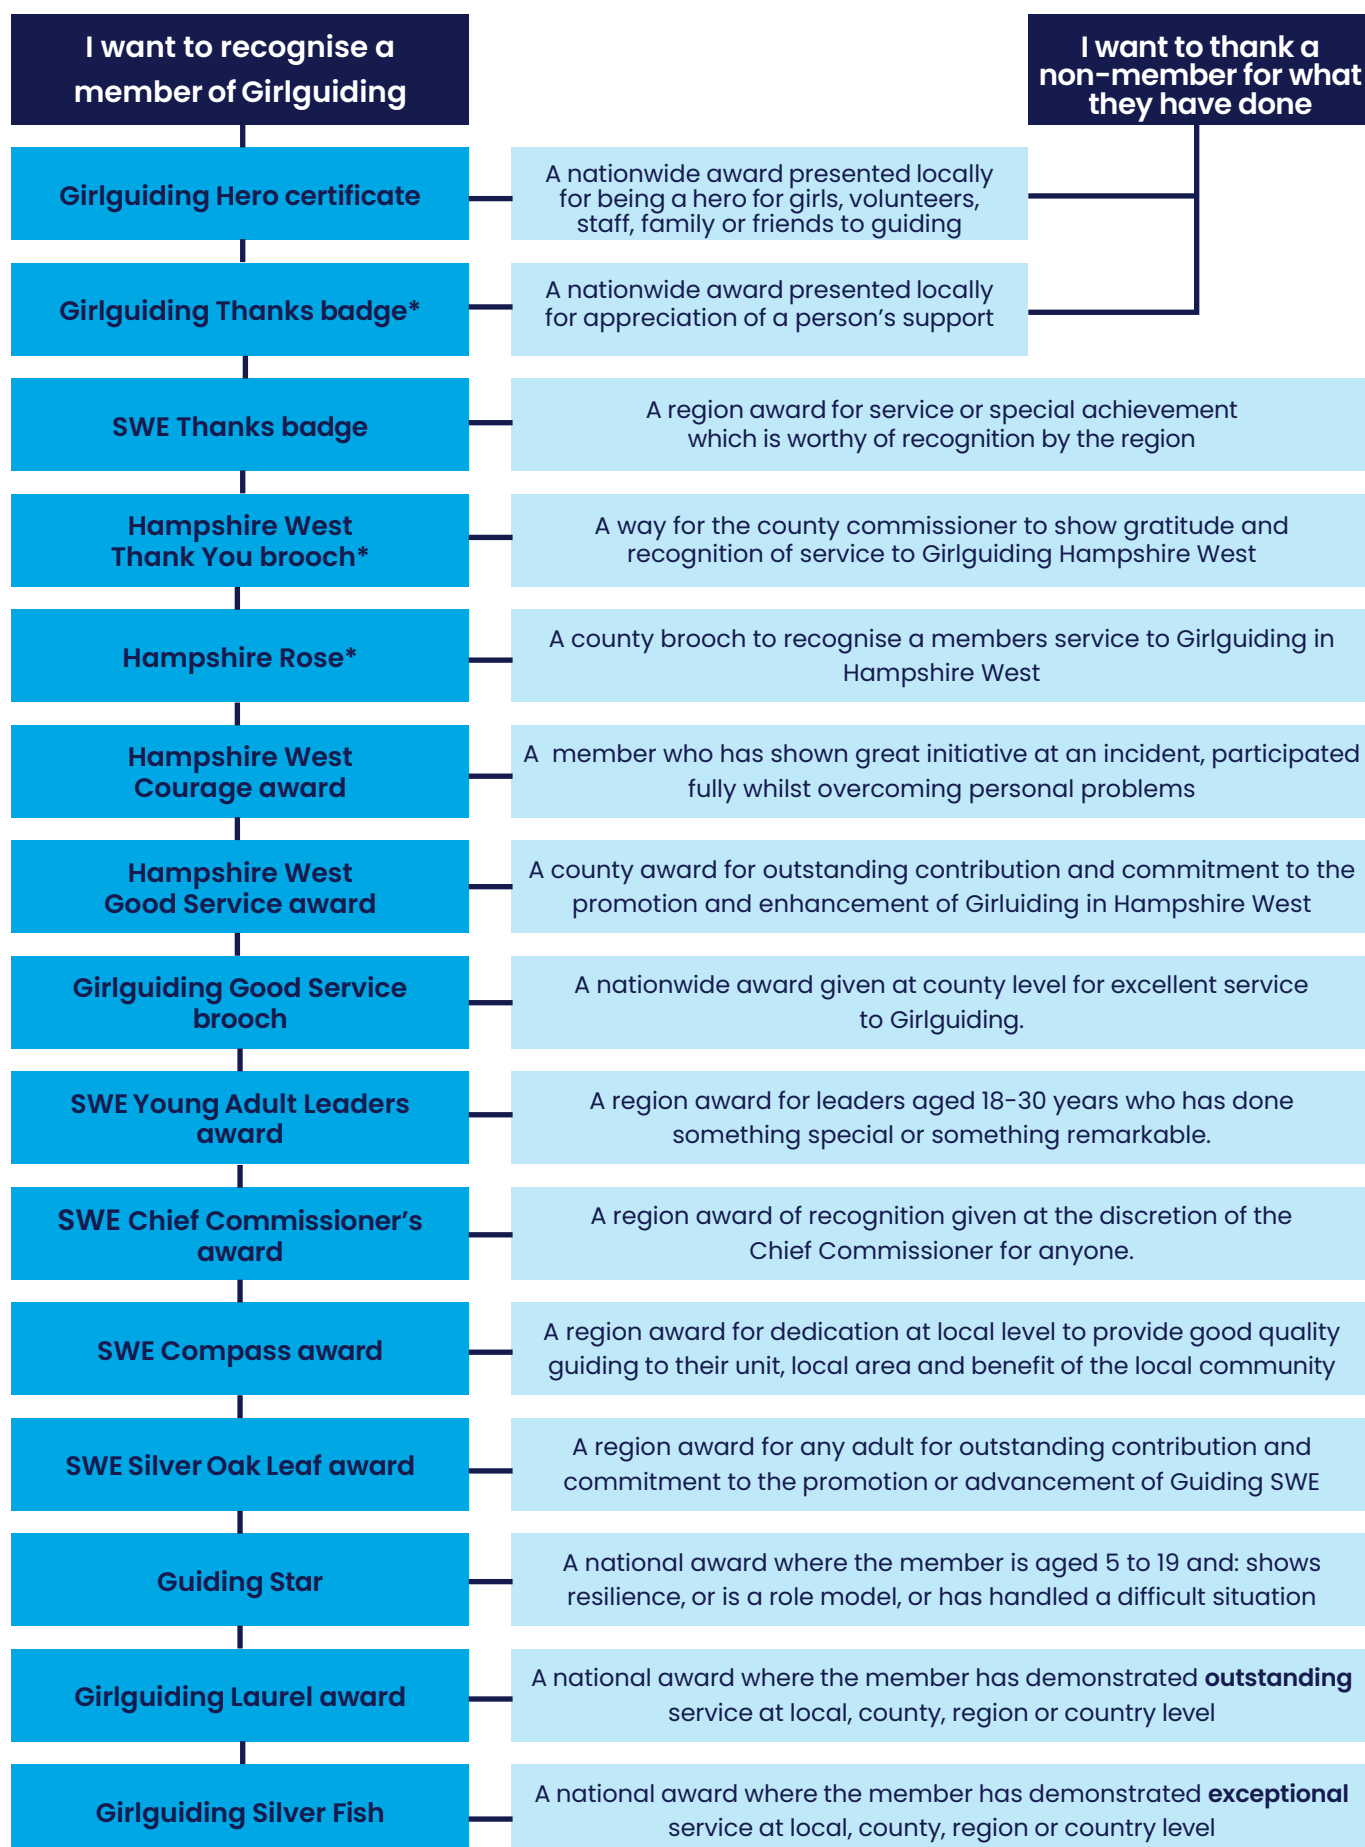 I want to recognise a
member of Girlguiding
I want to thank a
non-member for what
they have done
Girlguiding Hero certificate
A nationwide award presented locally
for being a hero for girls, volunteers,
staff, family or friends to guiding
Girlguiding Thanks badge*
A nationwide award presented locally
for appreciation of a person's support
SWE Thanks badge
A region award for service or special achievement
which is worthy of recognition by the region
Hampshire West
Thank You brooch*
A way for the county commissioner to show gratitude and
recognition of service to Girlguiding Hampshire West
Hampshire Rose*
A county brooch to recognise a members service to Girlguiding in
Hampshire West
Hampshire West
Courage award
A member who has shown great initiative at an incident, participated
fully whilst overcoming personal problems
Hampshire West
Good Service award
A county award for outstanding contribution and commitment to the
promotion and enhancement of Girluiding in Hampshire West
Girlguiding Good Service
brooch
A nationwide award given at county level for excellent service
to Girlguiding.
SWE Young Adult Leaders
award
A region award for leaders aged 18-30 years who has done
something special or something remarkable.
SWE Chief Commissioner's
award
A region award of recognition given at the discretion of the
Chief Commissioner for anyone.
SWE Compass award
A region award for dedication at local level to provide good quality
guiding to their unit, local area and benefit of the local community
SWE Silver Oak Leaf award
A region award for any adult for outstanding contribution and
commitment to the promotion or advancement of Guiding SWE
Guiding Star
A national award where the member is aged 5 to 19 and: shows
resilience, or is a role model, or has handled a difficult situation
Girlguiding Laurel award
A national award where the member has demonstrated outstanding
service at local, county, region or country level
Girlguiding Silver Fish
A national award where the member has demonstrated exceptional
service at local, county, region or country level